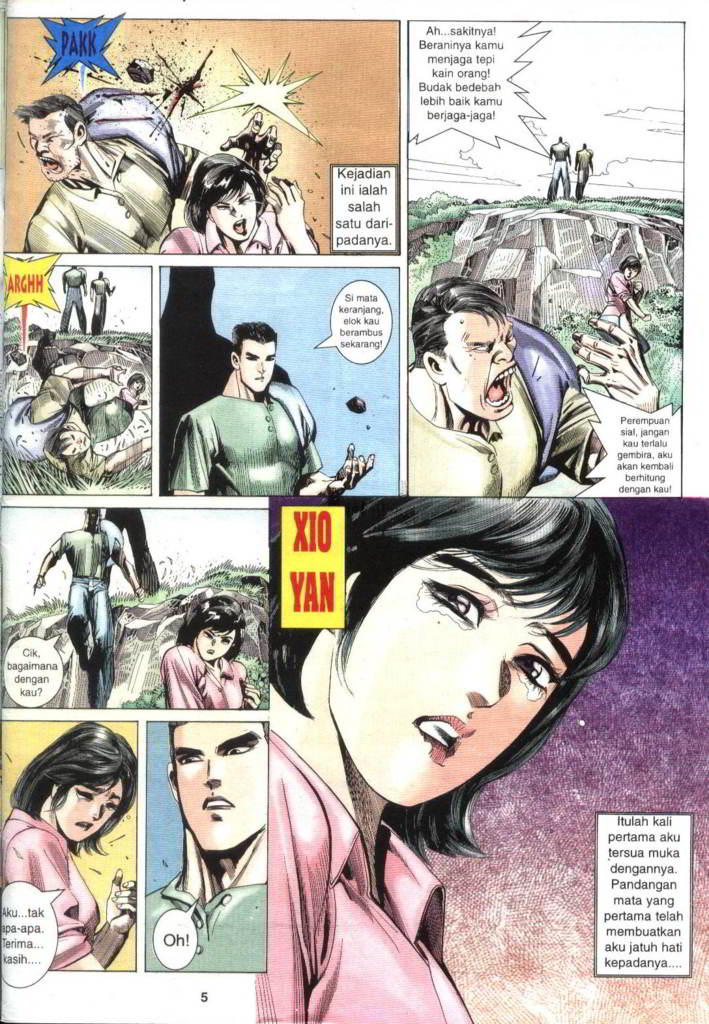 PAKK
Kejadian
ini ialah
salah
satu dari-
padanya.
Ah...sakitnya!
Beraninya kamu
menjaga tepi
kain orang!
Budak bedebah
lebih baik kamu
berjaga-jaga!
ARGHH
Si mata
keranjang,
elok kau
berambus
sekarang!
Perempuan
sial, jangan
kau terlalu
gembira, aku
akan kembali
berhitung
dengan kau!
Cik,
bagaimana
dengan
kau?
XIO
YAN
Aku...tak
apa-apa.
Terima...
kasih....
Oh!
Itulah kali
pertama aku
tersua muka
dengannya.
Pandangan
mata yang
pertama telah
membuatkan
aku jatuh hati
kepadanya....
5